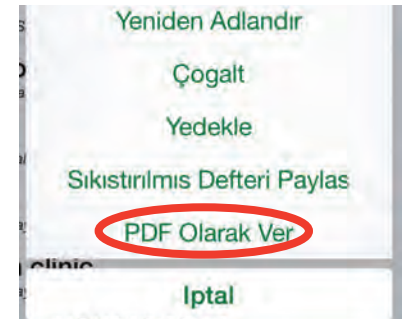 Yeniden Adlandır
Çogalt
Yedekle
Sıkıstırılmıs Defteri Paylas
PDF Olarak Ver
clinic
Iptal